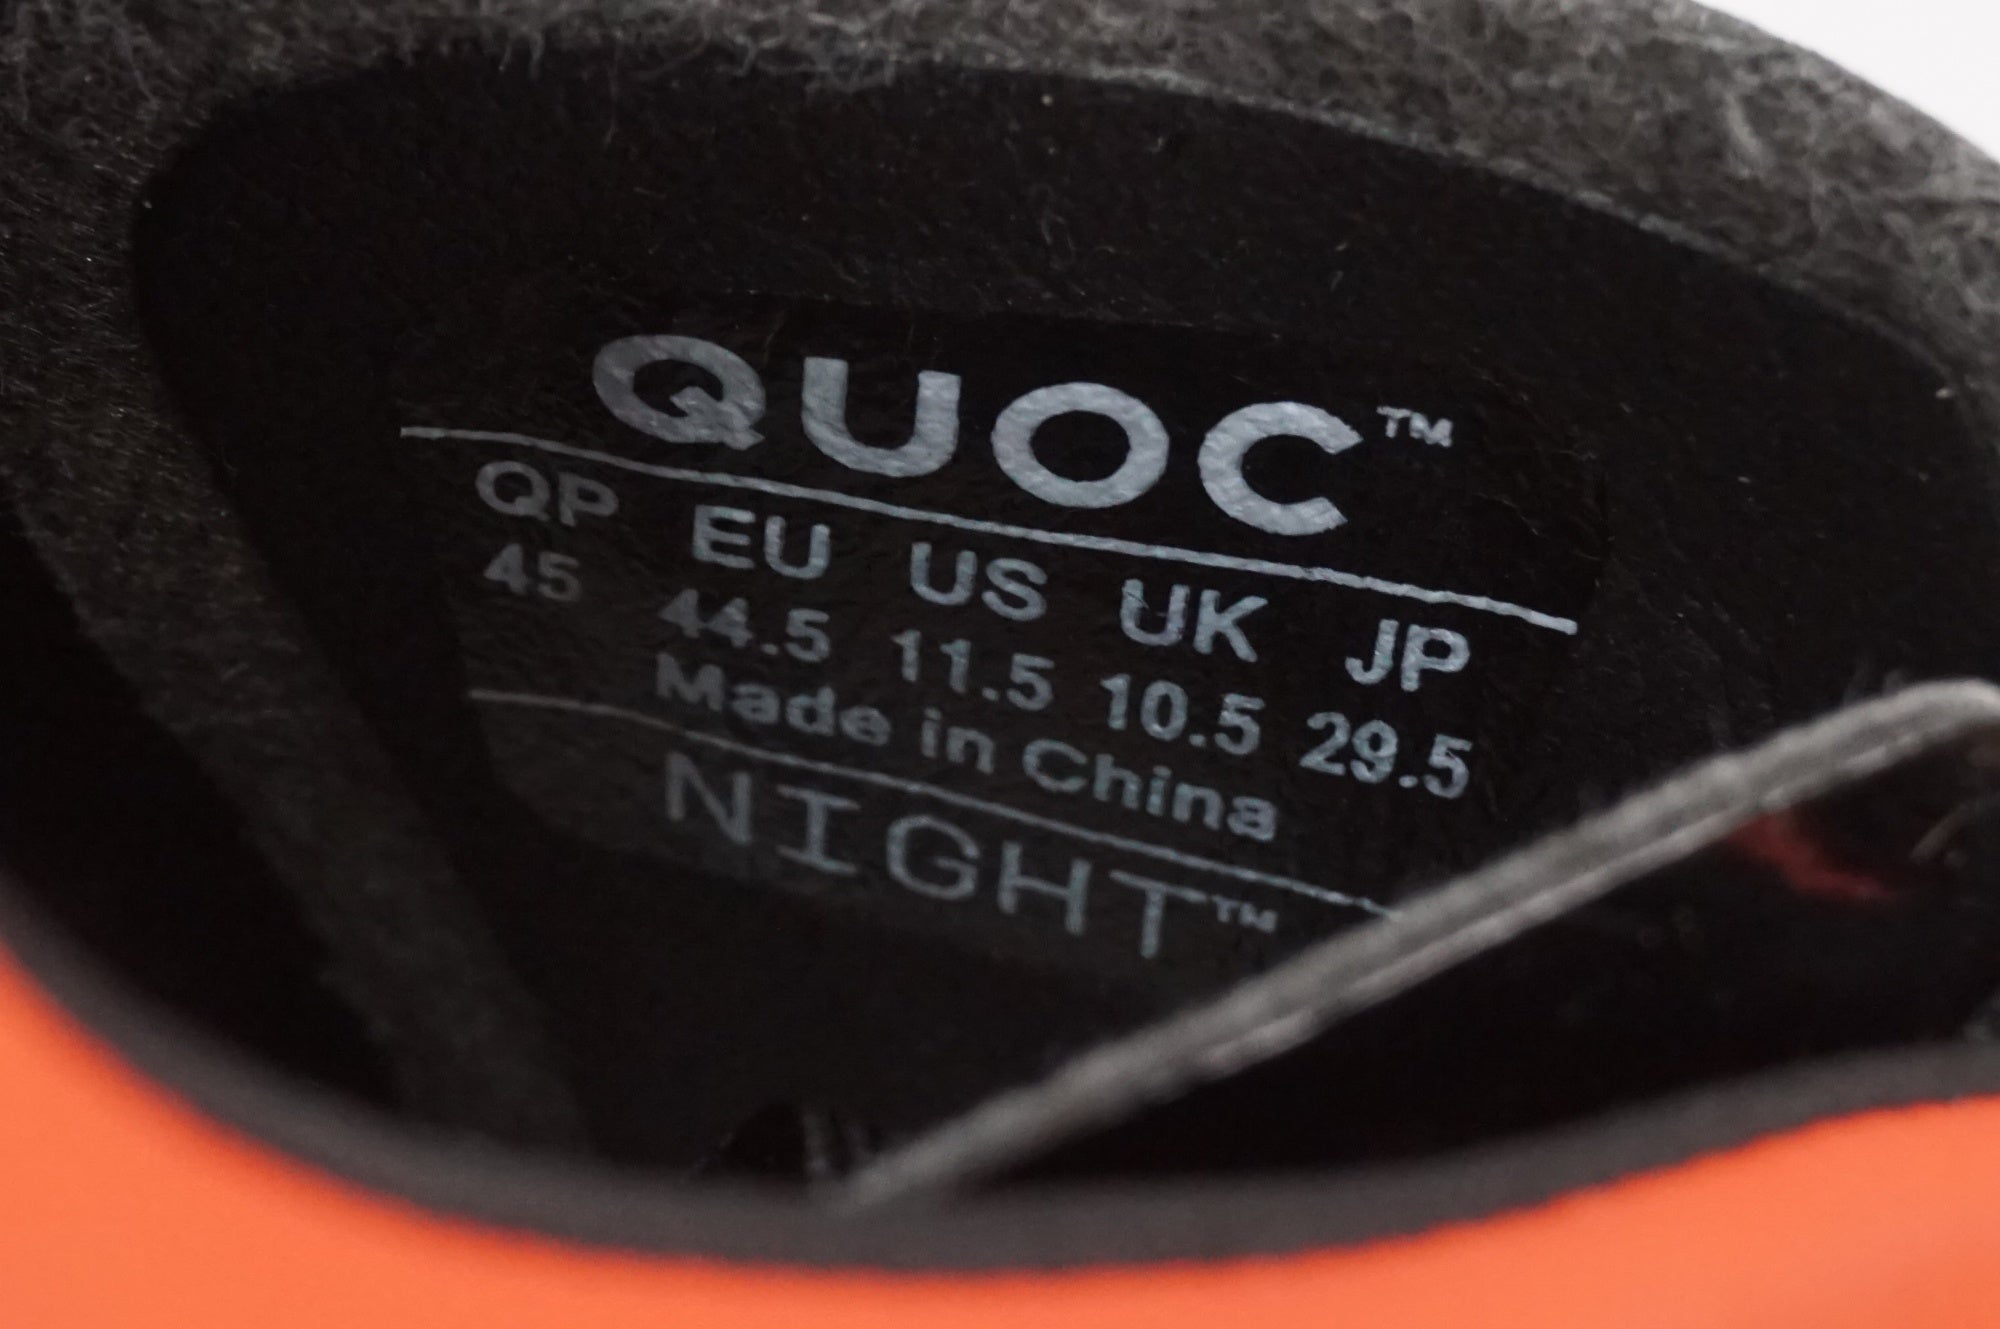 QUOC™
QP EU US UK JP
45 44.5 11.5 10.5 29.5
Made in China
NIGHT™